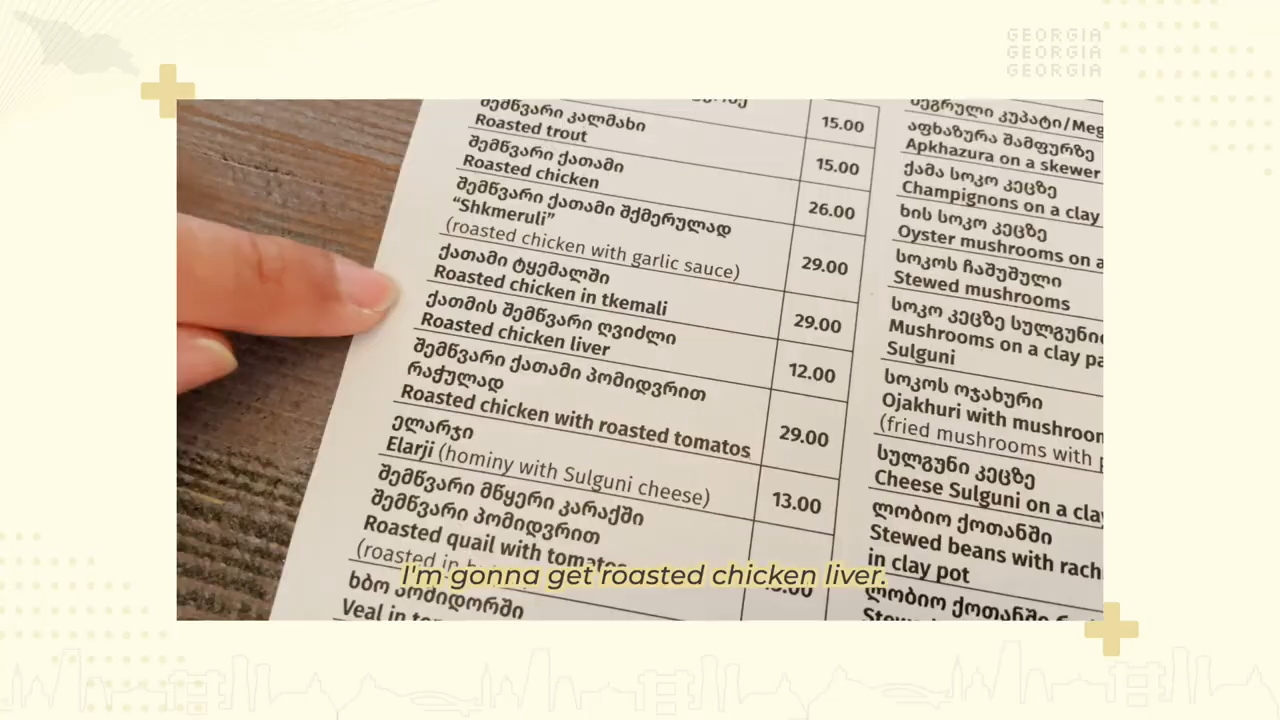 GEORGIA
GEORGIA
GEORGIA
შემწვარი კალმახი
Roasted trout
15.00
შემწვარი ქათამი
Roasted chicken
15.00
შემწვარი ქათამი შქმერულად
26.00
“Shkmeruli”
(roasted chicken with garlic sauce)
29.00
ქათამი ტყემალში
Roasted chicken in tkemali
29.00
ქათმის შემწვარი ღვიძლი
Roasted chicken liver
12.00
შემწვარი ქათამი პომიდვრით
რაჭულად
Roasted chicken with roasted tomatos
29.00
ელარჯი
Elarji (hominy with Sulguni cheese)
13.00
შემწვარი მწყერი კარაქში
შემწვარი პომიდვრით
Roasted quail with tomatos
(roasted in
ხბო პომიდორში
Veal in
მეგრული კუპატი/Meg
აფხაზურა შამფურზე
Apkhazura on a skewer
ქამა სოკო კეცზე
Champignons on a clay
ხის სოკო კეცზე
Oyster mushrooms on a
სოკოს ჩაშუშული
Stewed mushrooms
სოკო კეცზე სულგუნი
Mushrooms on a clay pa
Sulguni
სოკოს ოჯახური
Ojakhuri with mushroom
(fried mushrooms with
სულგუნი კეცზე
Cheese Sulguni on a clay
ლობიო ქოთანში
Stewed beans with rach
in clay pot
ლობიო ქოთანში
I'm gonna get roasted chicken liver.